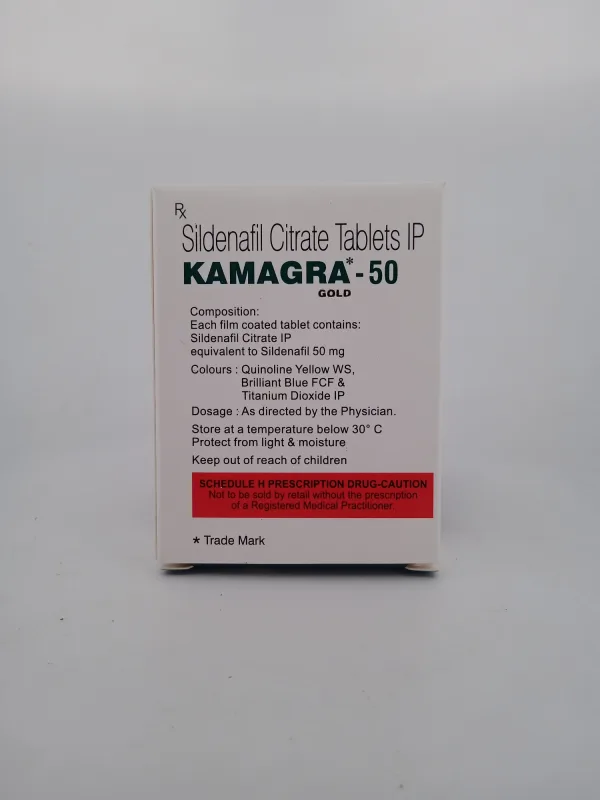 Rx
Sildenafil Citrate Tablets IP
KAMAGRA*-50
GOLD
Composition:
Each film coated tablet contains:
Sildenafil Citrate IP
equivalent to Sildenafil 50 mg
Colours : Quinoline Yellow WS,
Brilliant Blue FCF &
Titanium Dioxide IP
Dosage : As directed by the Physician.
Store at a temperature below 30° C
Protect from light & moisture
Keep out of reach of children
SCHEDULE H PRESCRIPTION DRUG-CAUTION
Not to be sold by retail without the prescription
of a Registered Medical Practitioner
* Trade Mark